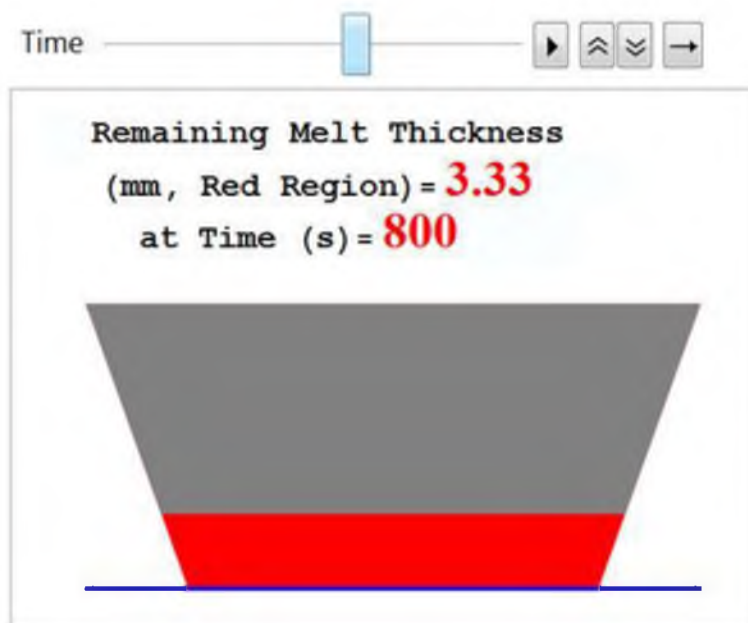 Time
Remaining Melt Thickness
(mm, Red Region) = 3.33
at Time (s) = 800